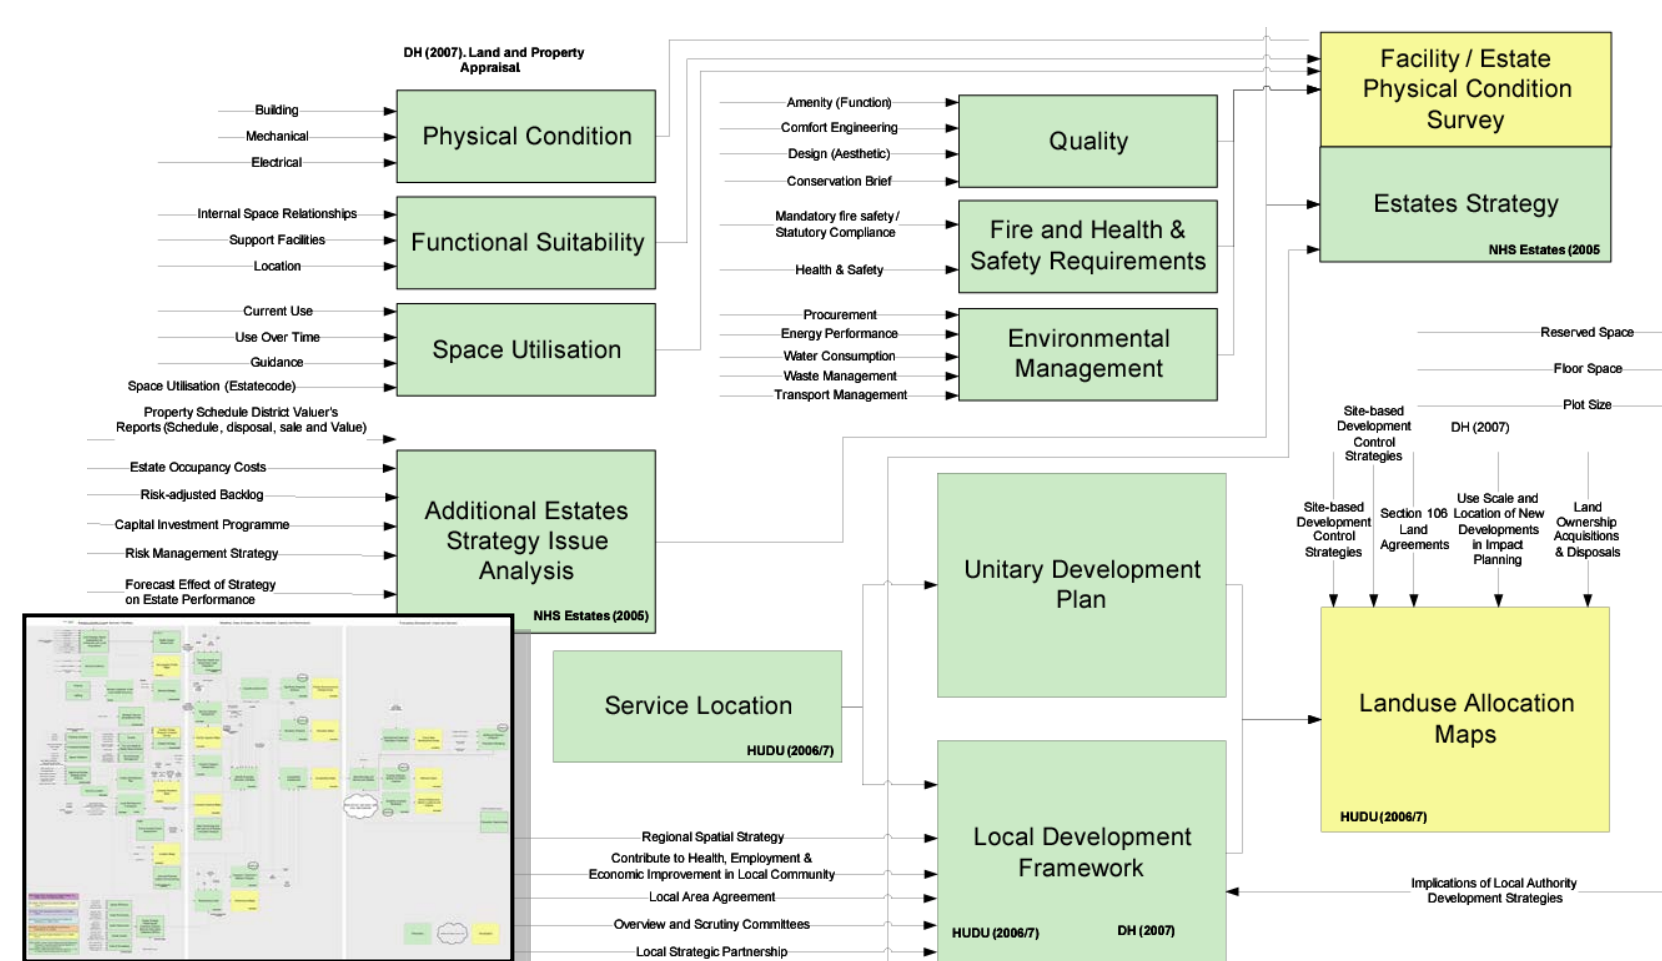 DH (2007). Land and Property
Appraisal
Building
Mechanical
Electrical
Physical Condition
Internal Space Relationships
Support Facilities
Location
Functional Suitability
Current Use
Use Over Time
Guidance
Space Utilisation (Estatecode)
Space Utilisation
Property Schedule District Valuer's
Reports (Schedule, disposal, sale and Value)
Estate Occupancy Costs
Risk-adjusted Backlog
Capital Investment Programme
Risk Management Strategy
Forecast Effect of Strategy
on Estate Performance
Additional Estates
Strategy Issue
Analysis
NHS Estates (2005)
Amenity (Function)
Comfort Engineering
Design (Aesthetic)
Conservation Brief
Quality
Mandatory fire safety /
Statutory Compliance
Health & Safety
Fire and Health &
Safety Requirements
Procurement
Energy Performance
Water Consumption
Waste Management
Transport Management
Environmental
Management
Facility / Estate
Physical Condition
Survey
Estates Strategy
NHS Estates (2005
Reserved Space
Floor Space
Plot Size
Site-based
Development
Control
Strategies
DH (2007)
Site-based
Development
Control
Strategies
Section 106
Land
Agreements
Use Scale and
Location of New
Developments
in Impact
Planning
Land
Ownership
Acquisitions
& Disposals
Unitary Development
Plan
Service Location
HUDU (2006/7)
Landuse Allocation
Maps
HUDU (2006/7)
Regional Spatial Strategy
Contribute to Health, Employment &
Economic Improvement in Local Community
Local Area Agreement
Overview and Scrutiny Committees
Local Strategic Partnership
Local Development
Framework
HUDU (2006/7)
DH (2007)
Implications of Local Authority
Development Strategies